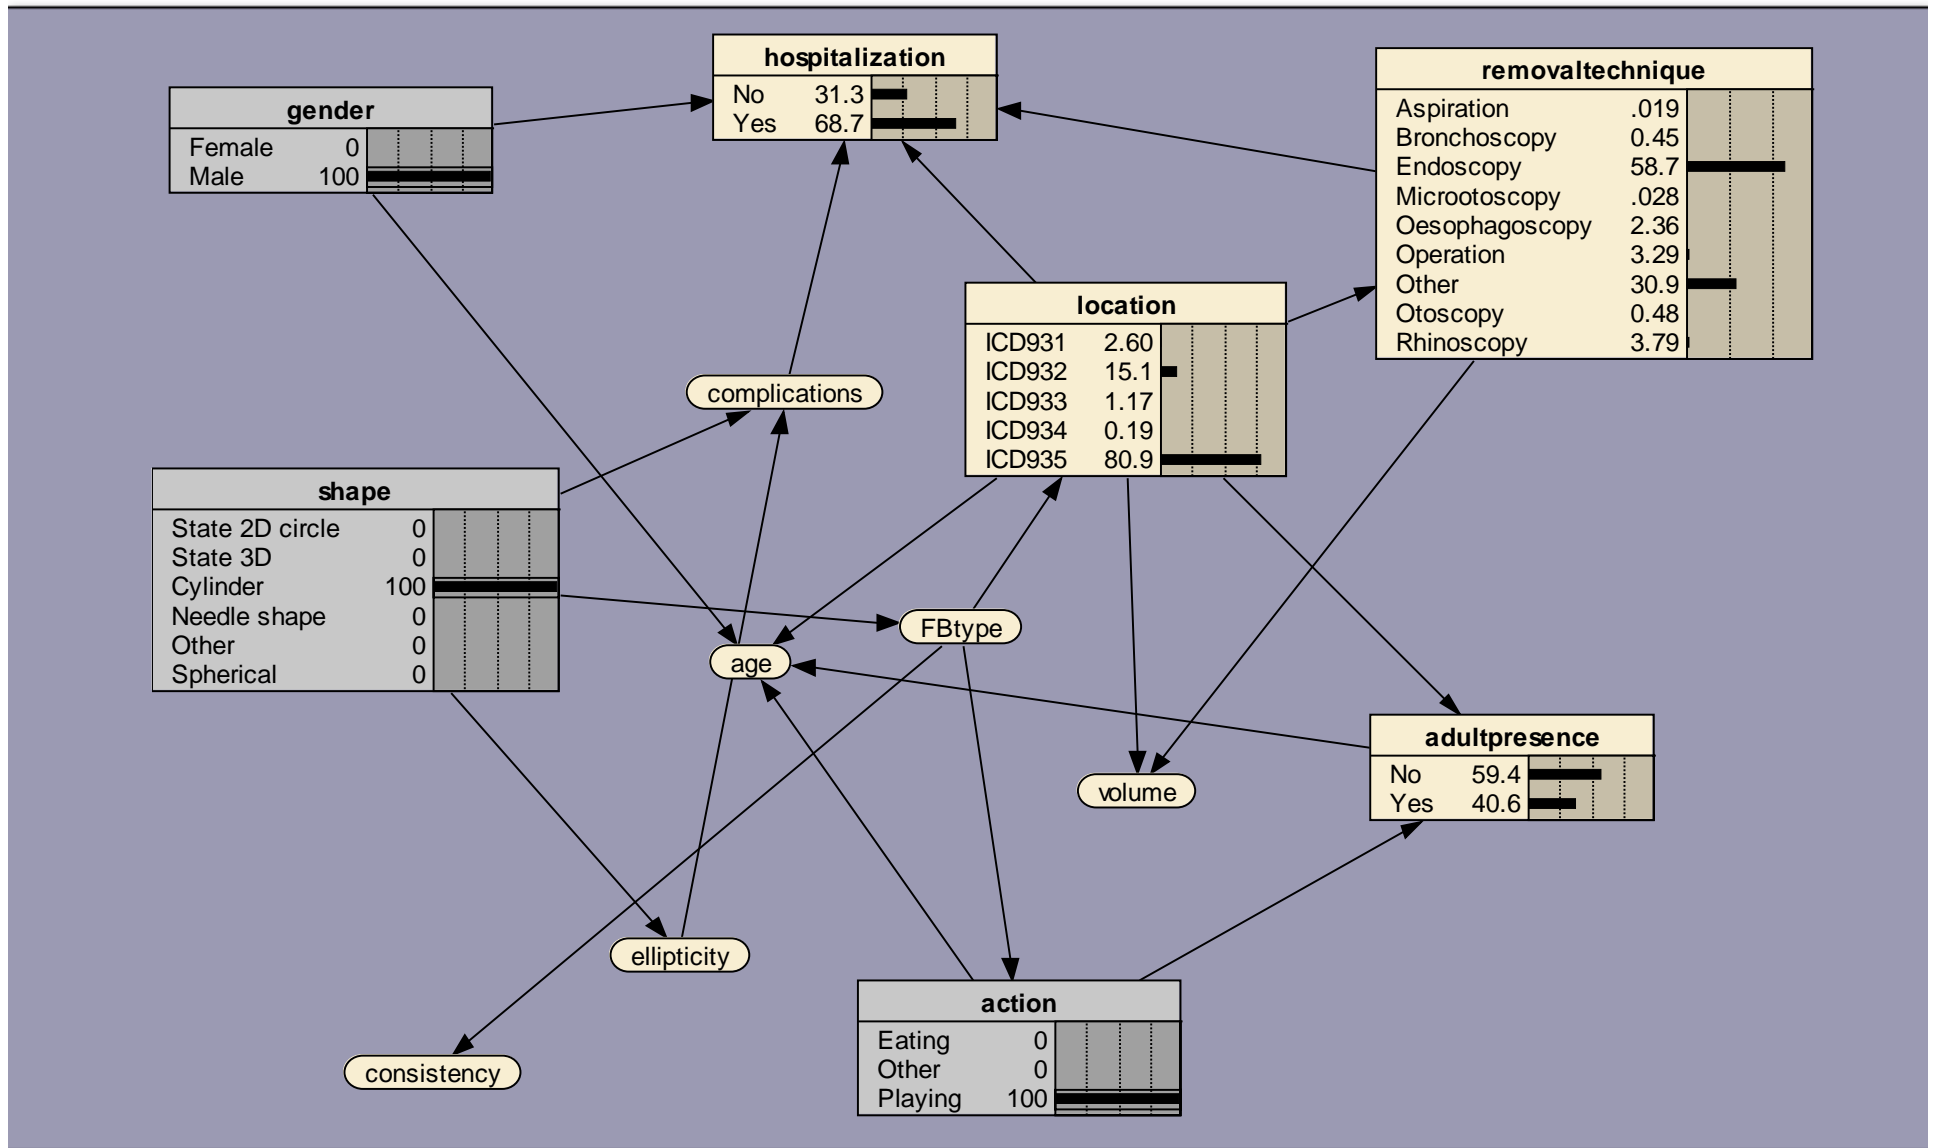 hospitalization
No 31.3
Yes 68.7
removaltechnique
Aspiration .019
Bronchoscopy 0.45
Endoscopy 58.7
Microotoscopy .028
Oesophagoscopy 2.36
Operation 3.29
Other 30.9
Otoscopy 0.48
Rhinoscopy 3.79
gender
Female 0
Male 100
location
ICD931 2.60
ICD932 15.1
ICD933 1.17
ICD934 0.19
ICD935 80.9
complications
shape
State 2D circle 0
State 3D 0
Cylinder 100
Needle shape 0
Other 0
Spherical 0
FBtype
age
adultpresence
No 59.4
Yes 40.6
volume
ellipticity
action
Eating 0
Other 0
Playing 100
consistency